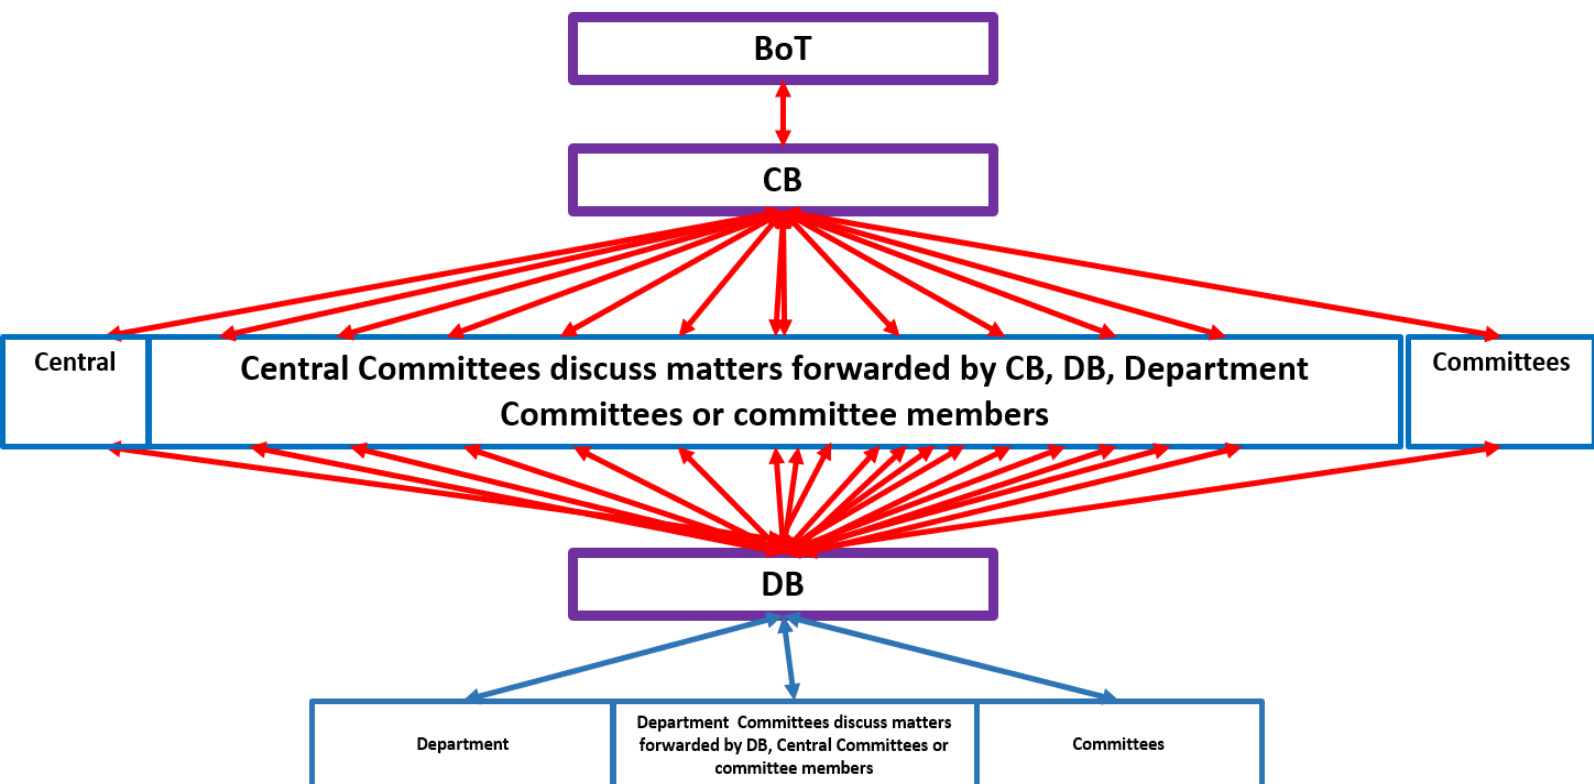 BoT
CB
Central
Central Committees discuss matters forwarded by CB, DB, Department
Committees or committee members
Committees
DB
Department
Department Committees discuss matters
forwarded by DB, Central Committees or
committee members
Committees